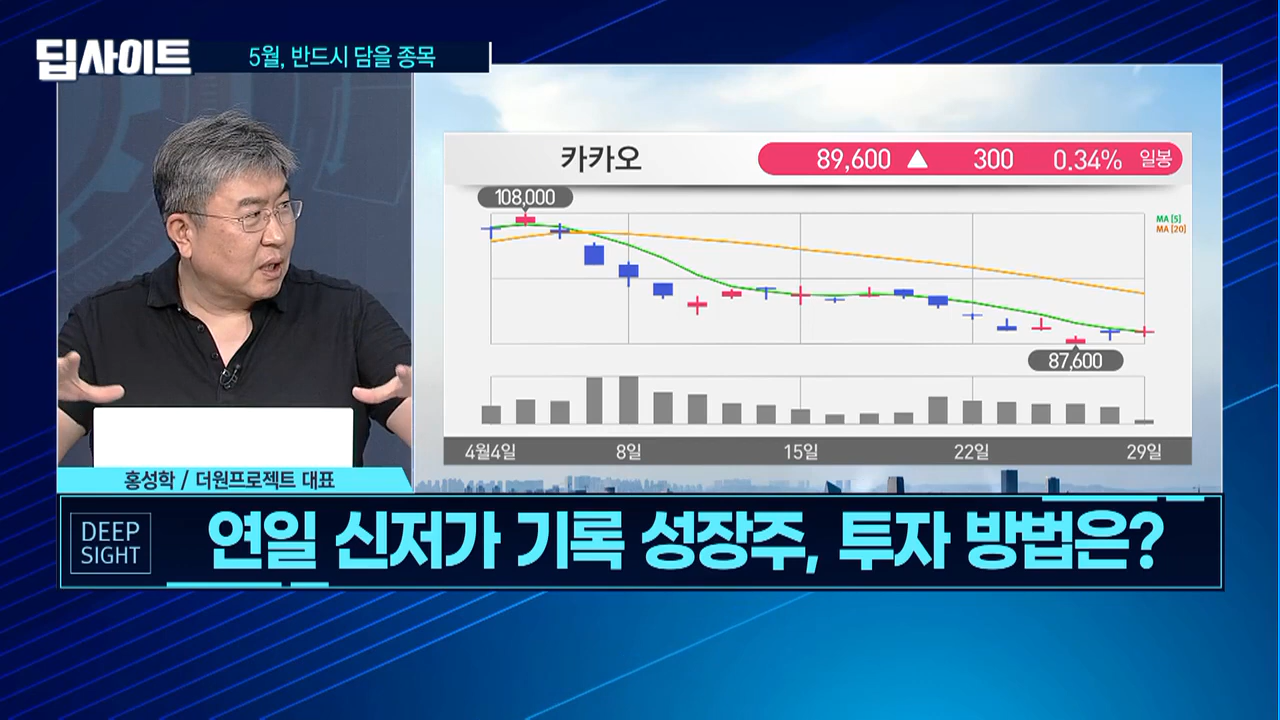 딥사이트
5월, 반드시 담을 종목
카카오
89,600 ▲ 300 0.34% 일봉
108,000
MA [5]
MA [20]
87,600
4월4일 8일 15일 22일 29일
홍성학 / 더원프로젝트 대표
DEEP
SIGHT
연일 신저가 기록 성장주, 투자 방법은?